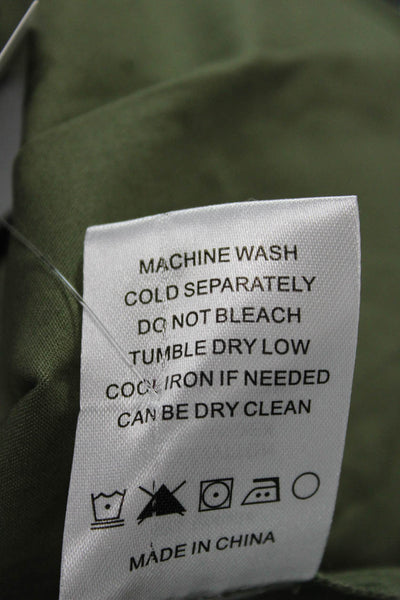 MACHINE WASH
COLD SEPARATELY
DO NOT BLEACH
TUMBLE DRY LOW
COOL IRON IF NEEDED
CAN BE DRY CLEAN
MADE IN CHINA